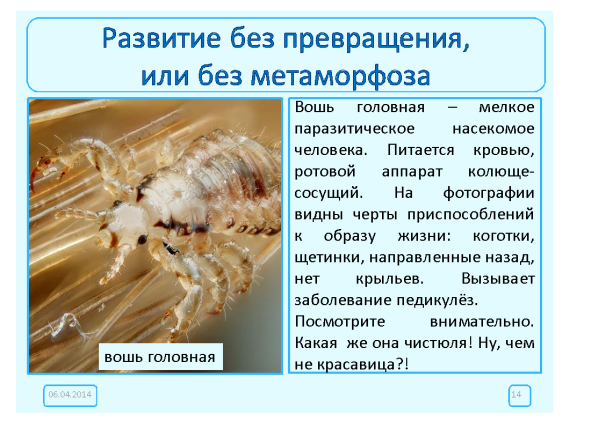 Развитие без превращения,
или без метаморфоза
вошь головная
Вошь головная – мелкое
паразитическое насекомое
человека. Питается кровью,
ротовой аппарат колюще-
сосущий. На фотографии
видны черты приспособлений
к образу жизни: коготки,
щетинки, направленные назад,
нет крыльев. Вызывает
заболевание педикулёз.
Посмотрите внимательно.
Какая же она чистюля! Ну, чем
не красавица?!
06.04.2014
14